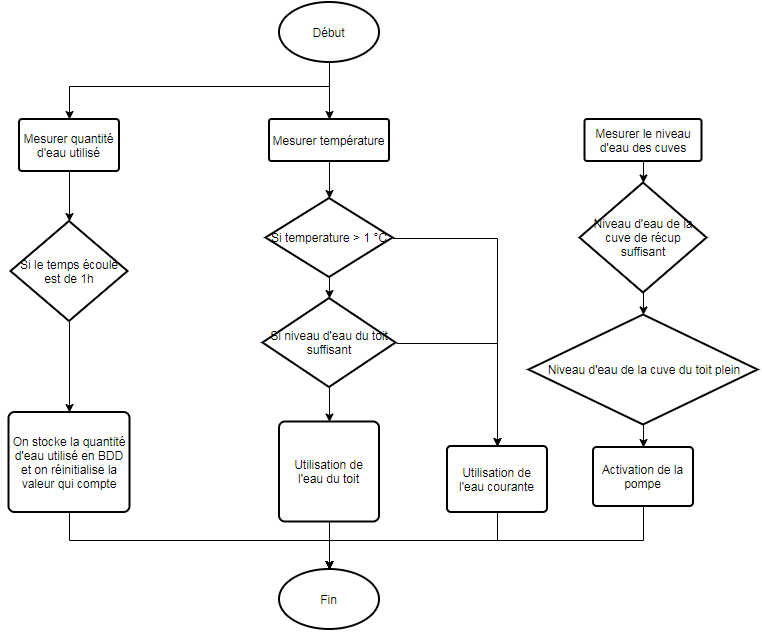 Début
Mesurer quantité
d'eau utilisé
Mesurer température
Mesurer le niveau
d'eau des cuves
Si le temps écoulé
est de 1h
Si temperature > 1 °C
Niveau d'eau de la
cuve de récup
suffisant
Si niveau d'eau du toit
suffisant
Niveau d'eau de la cuve du toit plein
On stocke la quantité
d'eau utilisé en BDD
et on réinitialise la
valeur qui compte
Utilisation de
l'eau du toit
Utilisation de
l'eau courante
Activation de la
pompe
Fin